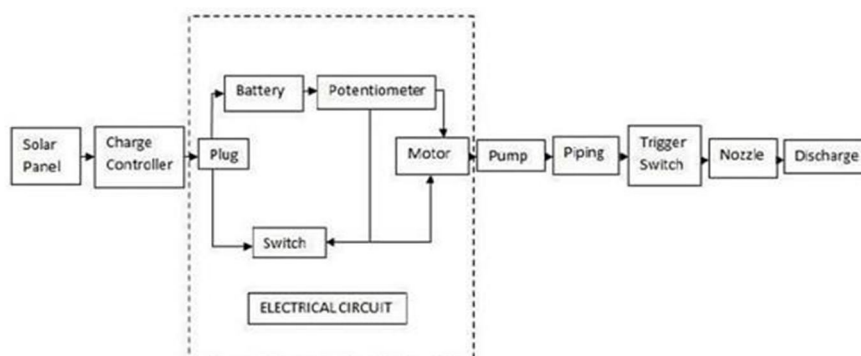 Solar
Panel
Charge
Controller
Plug
Battery
Potentiometer
Switch
Motor
Pump
Piping
Trigger
Switch
Nozzle
Discharge
ELECTRICAL CIRCUIT